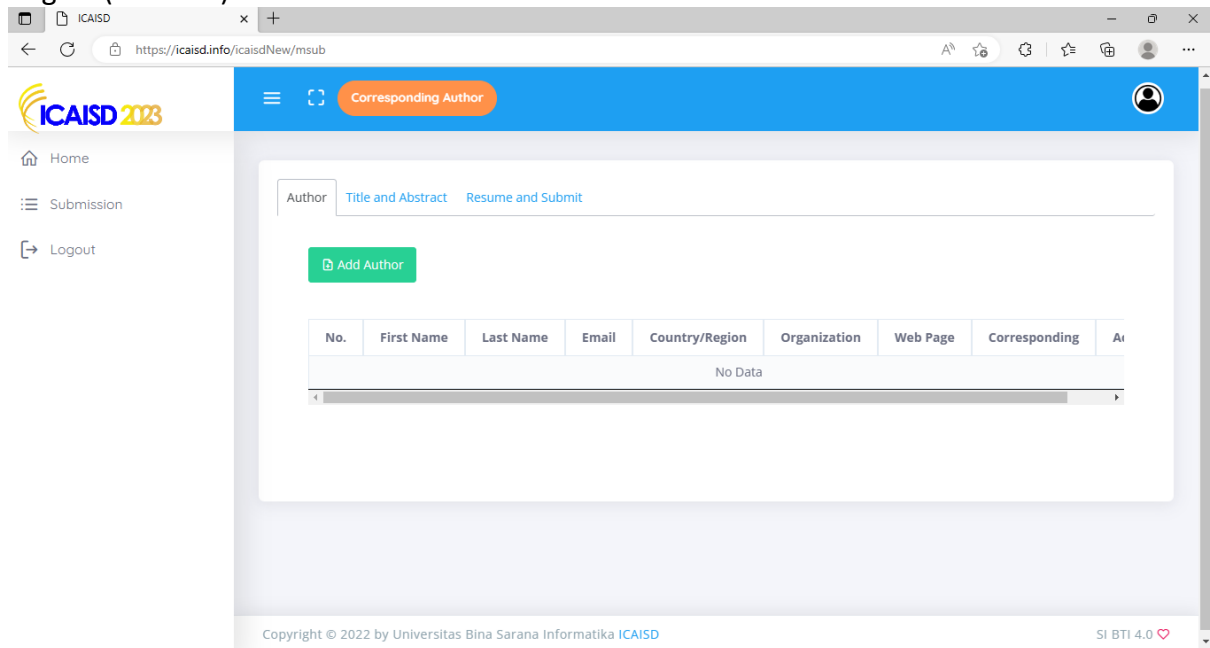 ICAISD
https://icaisd.info/icaisdNew/msub
ICAISD 2023
Corresponding Author
Home
Submission
Logout
Author Title and Abstract Resume and Submit
Add Author
No. First Name Last Name Email Country/Region Organization Web Page Corresponding
No Data
Copyright © 2022 by Universitas Bina Sarana Informatika ICAISD
SI BTI 4.0